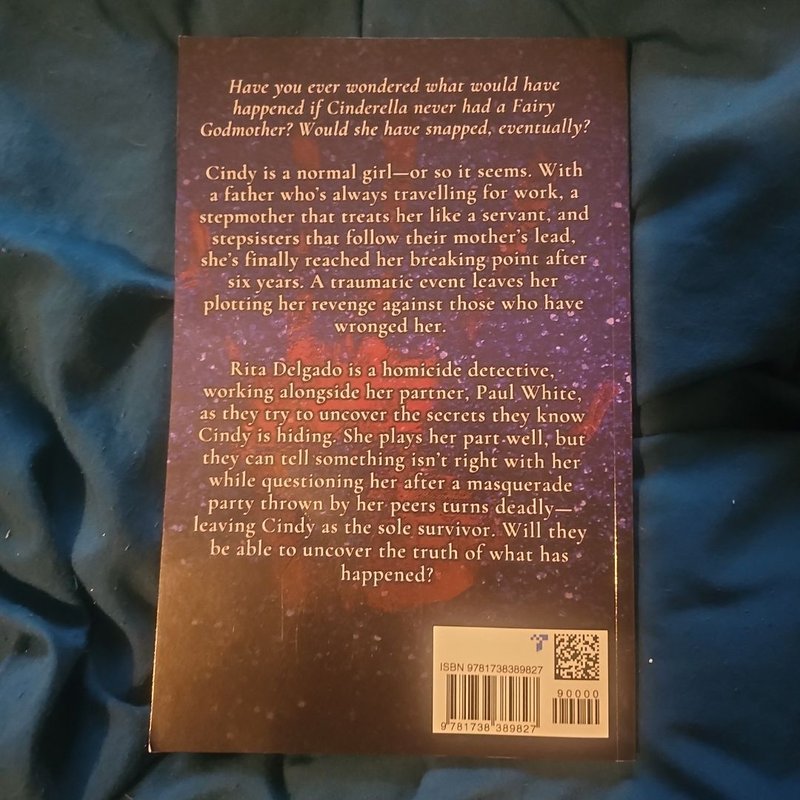 Have you ever wondered what would have
happened if Cinderella never had a Fairy
Godmother? Would she have snapped, eventually?
Cindy is a normal girl—or so it seems. With
a father who's always travelling for work, a
stepmother that treats her like a servant, and
stepsisters that follow their mother's lead,
she's finally reached her breaking point after
six years. A traumatic event leaves her
plotting her revenge against those who have
wronged her.
Rita Delgado is a homicide detective,
working alongside her partner, Paul White,
as they try to uncover the secrets they know
Cindy is hiding. She plays her part well, but
they can tell something isn't right with her
while questioning her after a masquerade
party thrown by her peers turns deadly—
leaving Cindy as the sole survivor. Will they
be able to uncover the truth of what has
happened?
ISBN 9781738389827
90000
9 781738 389827